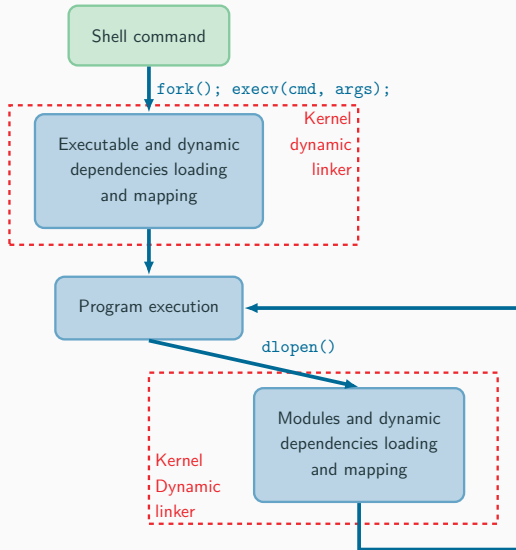 Shell command
fork(); execv(cmd, args);
Kernel
dynamic
linker
Executable and dynamic
dependencies loading
and mapping
Program execution
dlopen()
Modules and dynamic
dependencies loading
and mapping
Kernel
Dynamic
linker